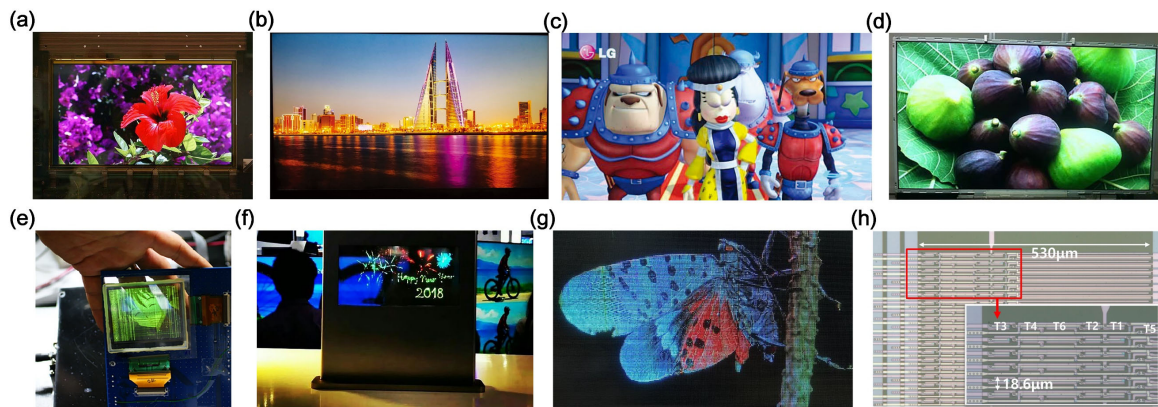 (a)
(b)
(c)
(d)
LG
(e)
(f)
(g)
(h)
Happy New Year
2018
530μm
T3 T4 T6 T2 T1 T5
18.6μm